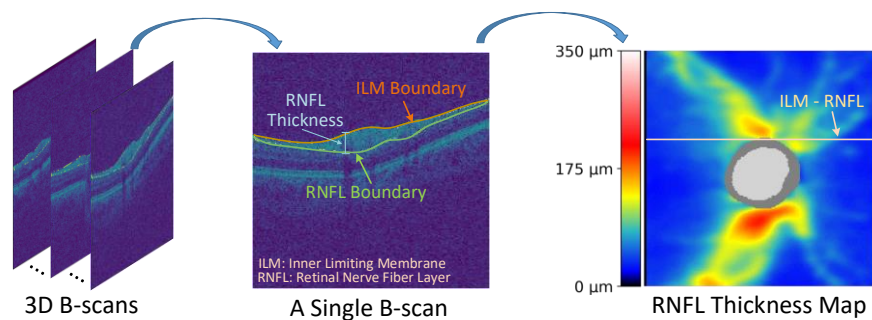 ILM Boundary
RNFL
Thickness
RNFL Boundary
ILM: Inner Limiting Membrane
RNFL: Retinal Nerve Fiber Layer
350 µm
175 µm
0 µm
ILM - RNFL
3D B-scans
A Single B-scan
RNFL Thickness Map